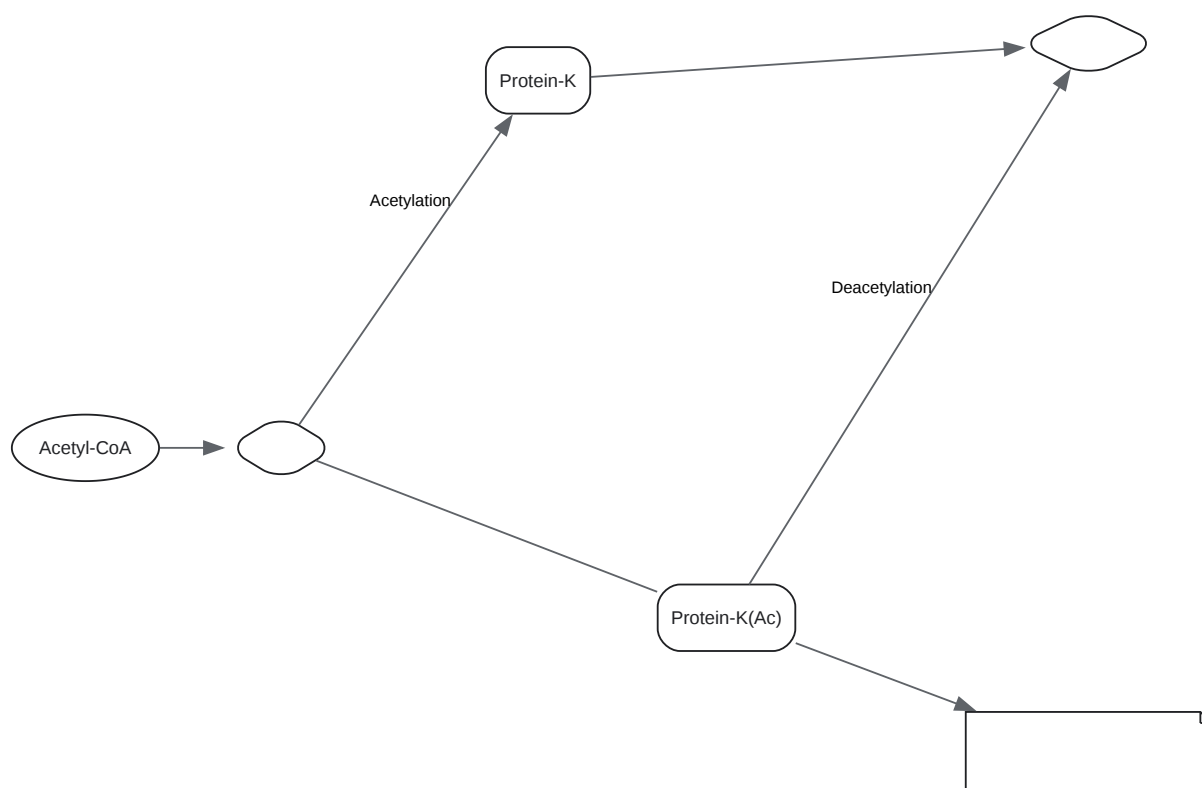 Protein-K
Acetylation
Deacetylation
Acetyl-CoA
Protein-K(Ac)